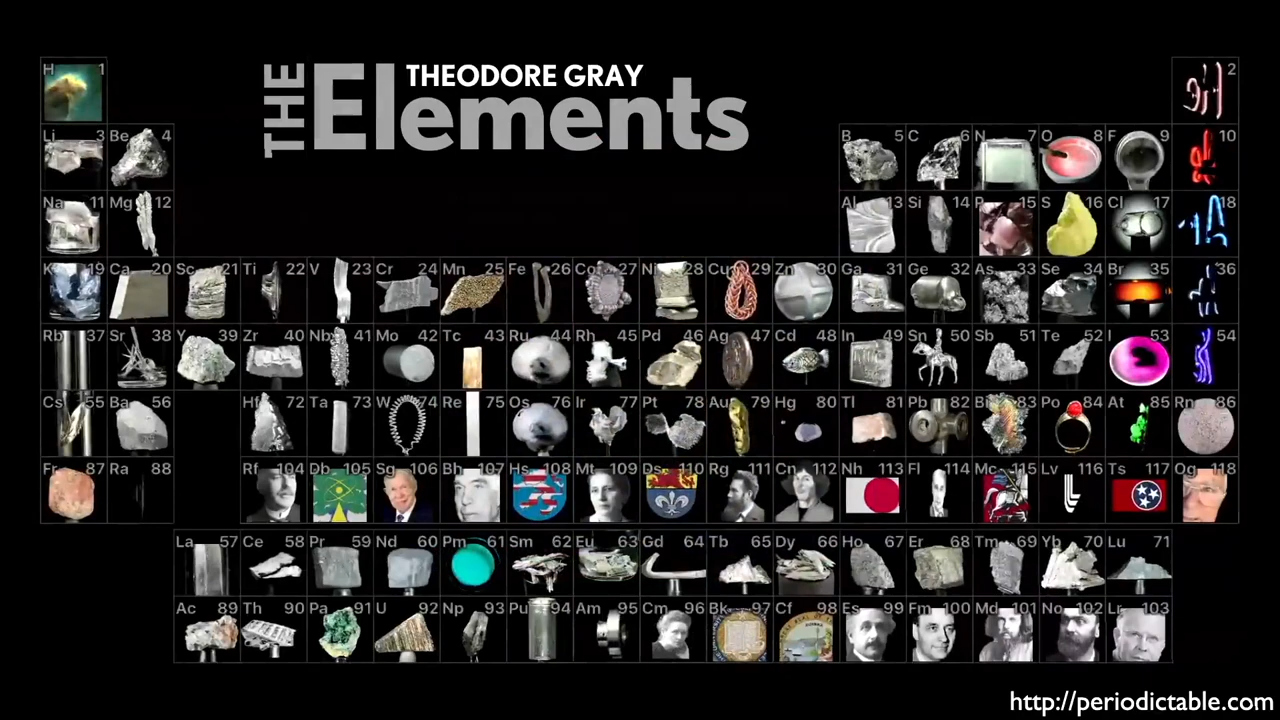 THEODORE GRAY
THE Elements
H 1 2
Li 3 Be 4 B 5 C 6 N 7 O 8 F 9 10
Na 11 Mg 12 Al 13 Si 14 P 15 S 16 Cl 17 18
K 19 Ca 20 Sc 21 Ti 22 V 23 Cr 24 Mn 25 Fe 26 Co 27 Ni 28 Cu 29 Zn 30 Ga 31 Ge 32 As 33 Se 34 Br 35 36
Rb 37 Sr 38 Y 39 Zr 40 Nb 41 Mo 42 Tc 43 Ru 44 Rh 45 Pd 46 Ag 47 Cd 48 In 49 Sn 50 Sb 51 Te 52 I 53 54
Cs 55 Ba 56 Hf 72 Ta 73 W 74 Re 75 Os 76 Ir 77 Pt 78 Au 79 Hg 80 Tl 81 Pb 82 Bi 83 Po 84 At 85 Rn 86
Fr 87 Ra 88 Rf 104 Db 105 Sg 106 Bh 107 Hs 108 Mt 109 Ds 110 Rg 111 Cn 112 Nh 113 Fl 114 Mc 115 Lv 116 Ts 117 Og 118
La 57 Ce 58 Pr 59 Nd 60 Pm 61 Sm 62 Eu 63 Gd 64 Tb 65 Dy 66 Ho 67 Er 68 Tm 69 Yb 70 Lu 71
Ac 89 Th 90 Pa 91 U 92 Np 93 Pu 94 Am 95 Cm 96 Bk 97 Cf 98 Es 99 Fm 100 Md 101 No 102 Lr 103
http://periodictable.com